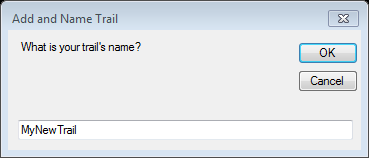 Add and Name Trail
What is your trail's name?
OK
Cancel
MyNewTrail